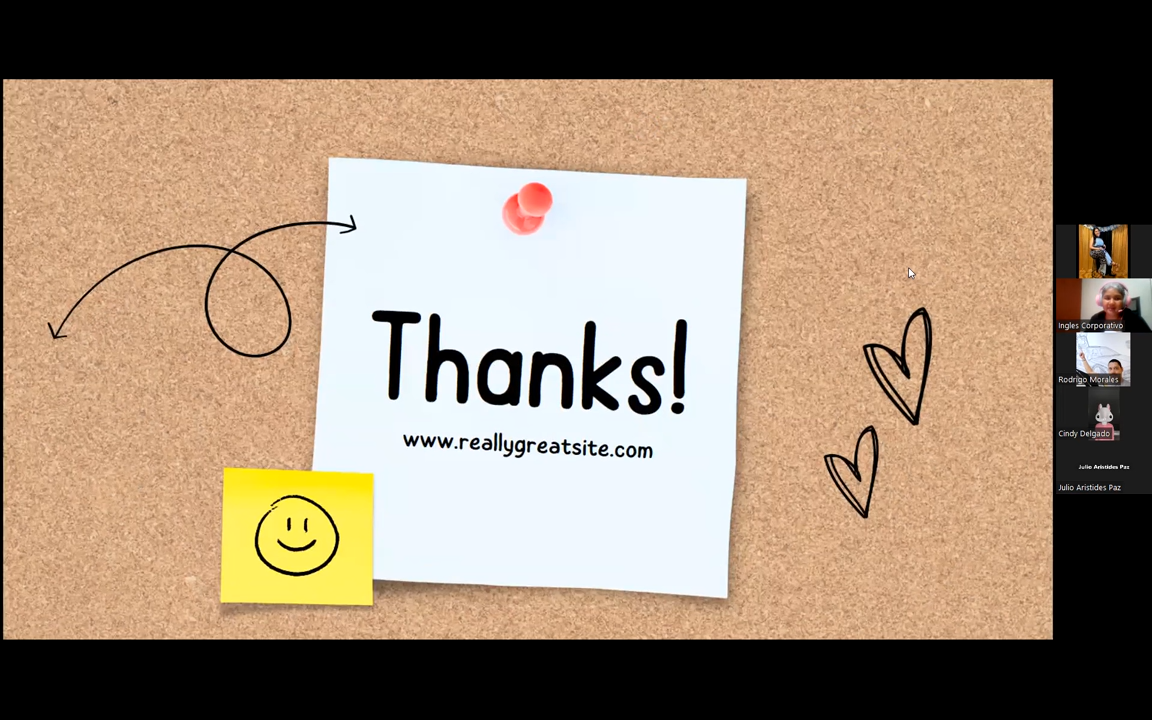 Thanks!
www.reallygreatsite.com
Ingles Corporativo
Rodrigo Morales
Cindy Delgado
Julio Aristides Paz
Julio Aristides Paz